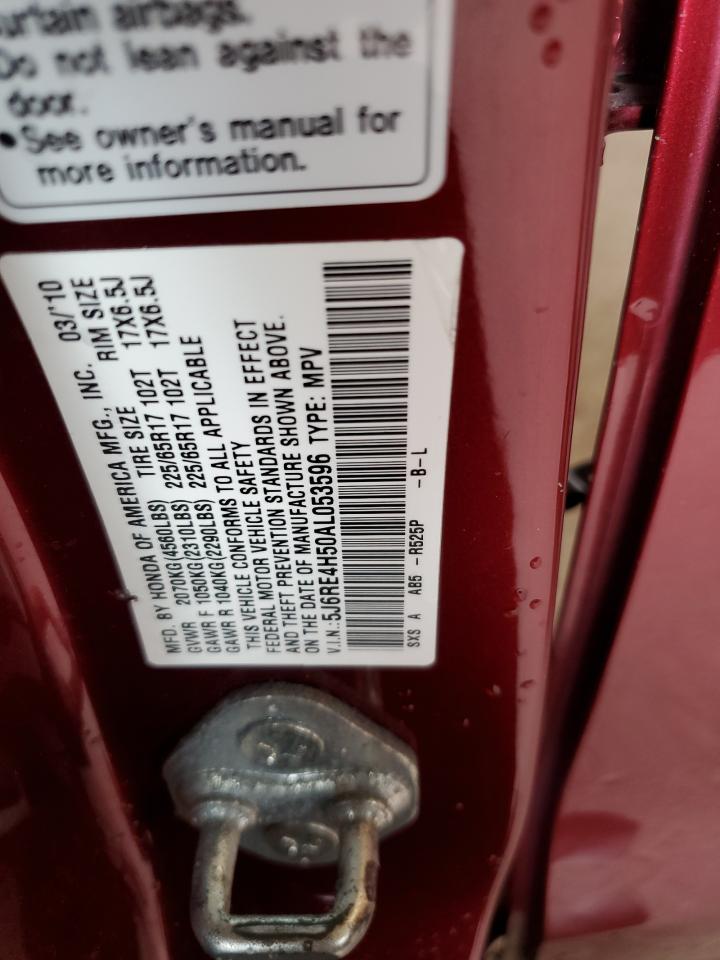 urtain airbags.
Do not lean against the
door.
• See owner's manual for
more information.
MFD. BY HONDA OF AMERICA MFG., INC. 03/'10
GVWR 2070KG(4560LBS) TIRE SIZE RIM SIZE
GAWR F 1050KG(2310LBS) 225/65R17 102T 17X6.5J
GAWR R 1040KG(2290LBS) 225/65R17 102T 17X6.5J
THIS VEHICLE CONFORMS TO ALL APPLICABLE
FEDERAL MOTOR VEHICLE SAFETY
AND THEFT PREVENTION STANDARDS IN EFFECT
ON THE DATE OF MANUFACTURE SHOWN ABOVE.
V.I.N.:5J6RE4H50AL053596 TYPE: MPV
SXS A AB5 -R525P -B-L